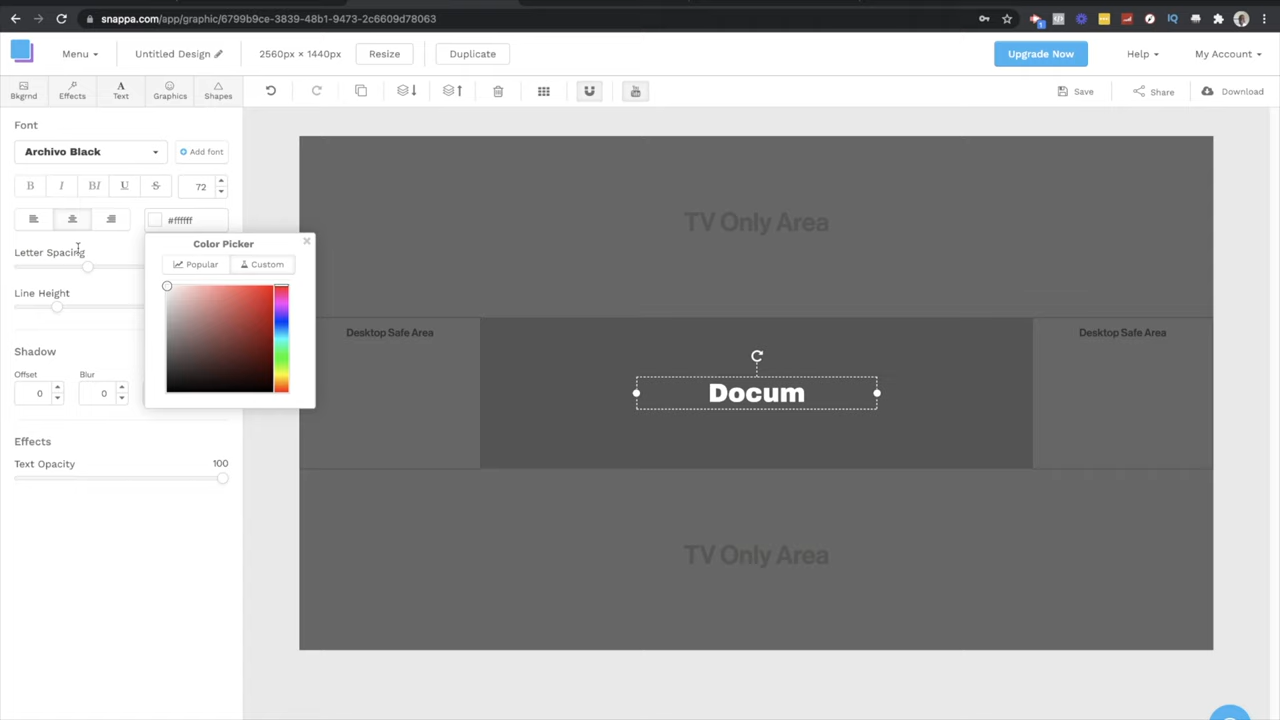 snappa.com/app/graphic/6799b9ce-3839-48b1-9473-2c6609d78063
Menu Untitled Design 2560px × 1440px Resize Duplicate Upgrade Now Help My Account
Bkgrnd Effects Text Graphics Shapes Save Share Download
Font
Archivo Black Add font
B I BI U S 72
#ffffff
Letter Spacing
Color Picker
Popular Custom
Line Height
Shadow
Offset Blur
0 0
Effects
Text Opacity 100
TV Only Area
Desktop Safe Area Desktop Safe Area
Docum
TV Only Area